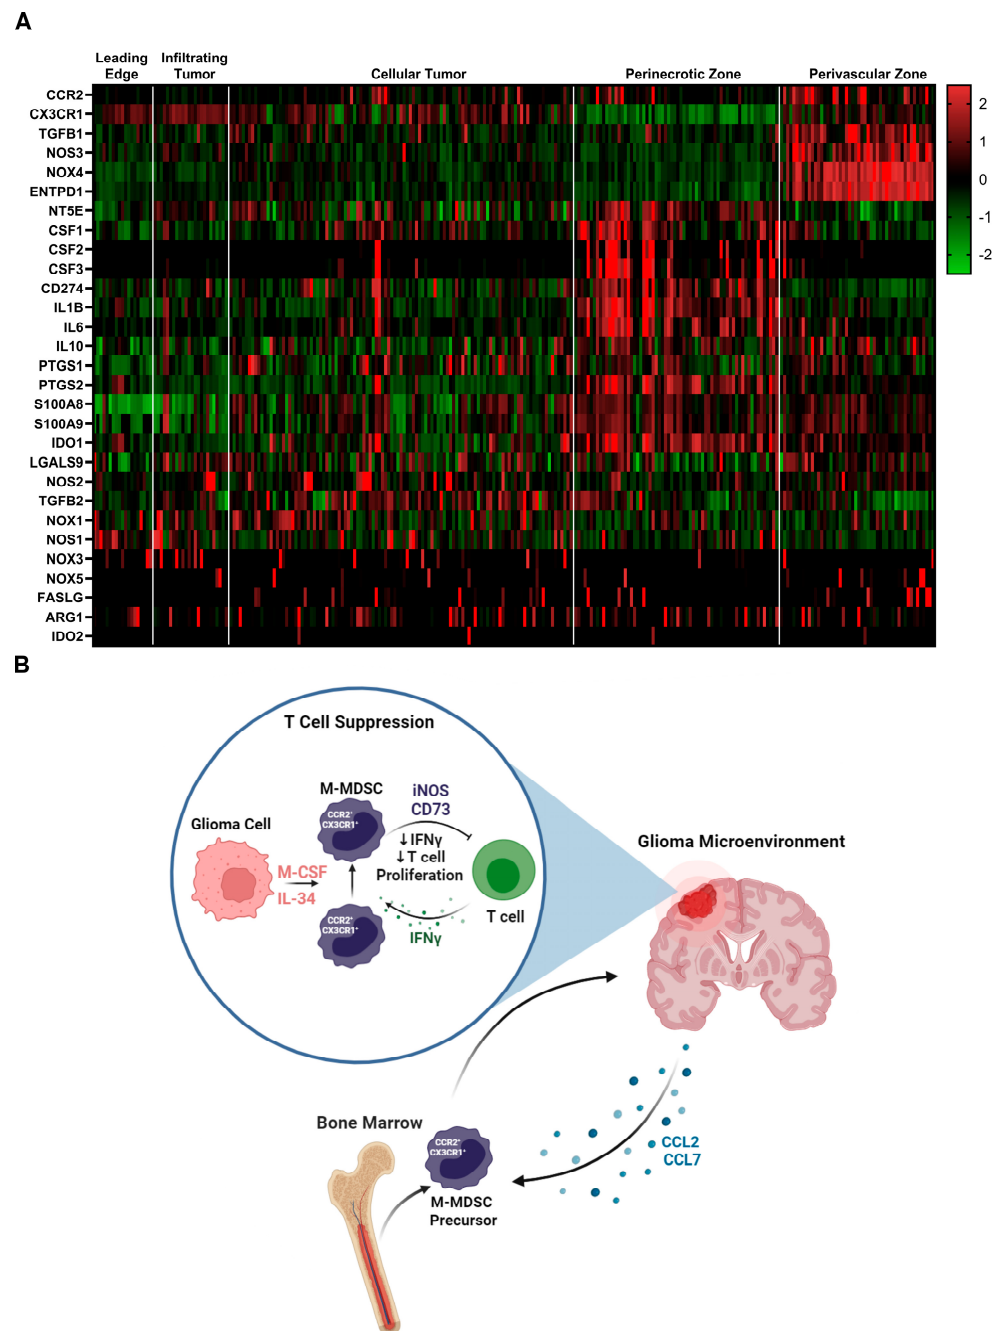 A
Leading
Edge
Infiltrating
Tumor
Cellular Tumor
Perinecrotic Zone
Perivascular Zone
CCR2
CX3CR1
TGFB1
NOS3
NOX4
ENTPD1
NT5E
CSF1
CSF2
CSF3
CD274
IL1B
IL6
IL10
PTGS1
PTGS2
S100A8
S100A9
IDO1
LGALS9
NOS2
TGFB2
NOX1
NOS1
NOX3
NOX5
FASLG
ARG1
IDO2
2
1
0
-1
-2
B
T Cell Suppression
M-MDSC
iNOS
CD73
CCR2⁺
CX3CR1⁺
Glioma Cell
↓IFNγ
↓T cell
Proliferation
M-CSF
IL-34
CCR2⁺
CX3CR1⁺
T cell
IFNγ
Glioma Microenvironment
Bone Marrow
CCR2⁺
CX3CR1⁺
M-MDSC
Precursor
CCL2
CCL7